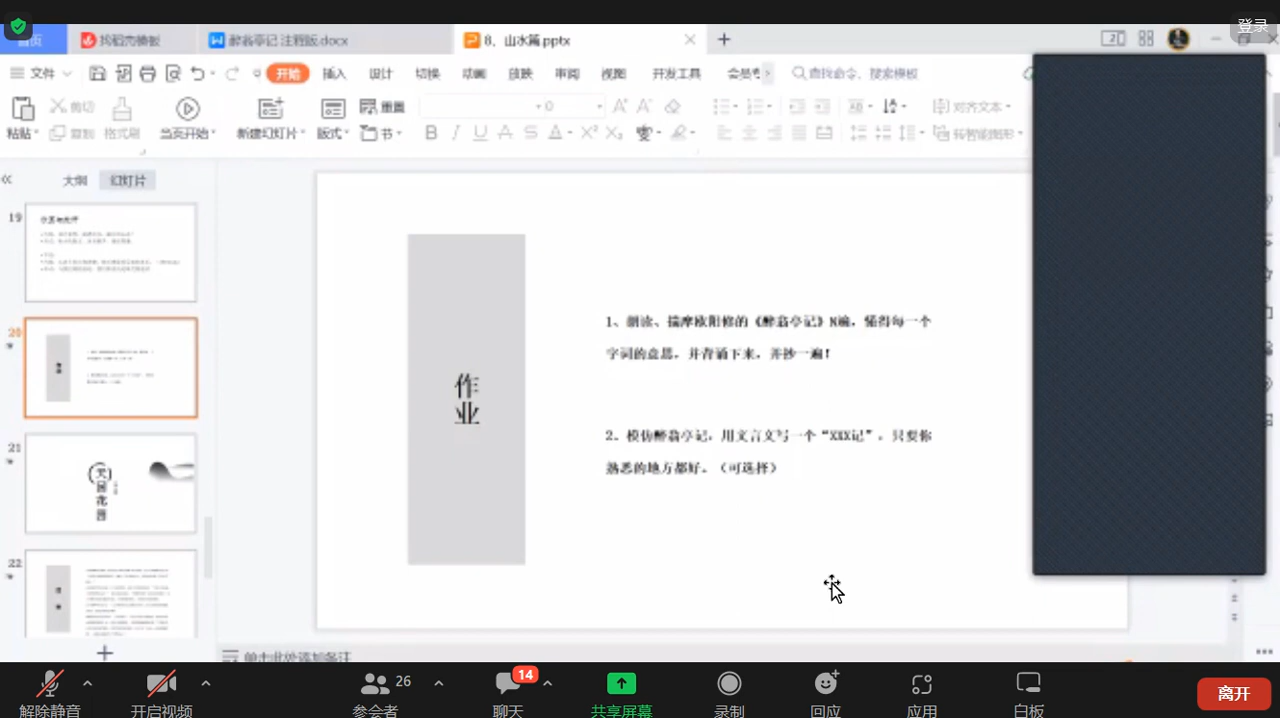 登录
首页
醉翁亭记 注释版.docx
8、山水篇.pptx
文件
开始
插入
设计
切换
动画
放映
审阅
视图
开发工具
查找命令、搜索模板
粘贴
剪切
复制
格式刷
当页开始
新建幻灯片
版式
重置
节
对齐文本
转智能图形
大纲
幻灯片
19
20
21
22
作业
1、朗读、揣摩欧阳修的《醉翁亭记》N遍，懂得每一个
字词的意思，并背诵下来，并抄一遍！
2、模仿醉翁亭记，用文言文写一个“XXX记”，只要你
熟悉的地方都好。（可选择）
单击此处添加备注
解除静音
开启视频
26
参会者
14
聊天
共享屏幕
录制
回应
应用
白板
离开